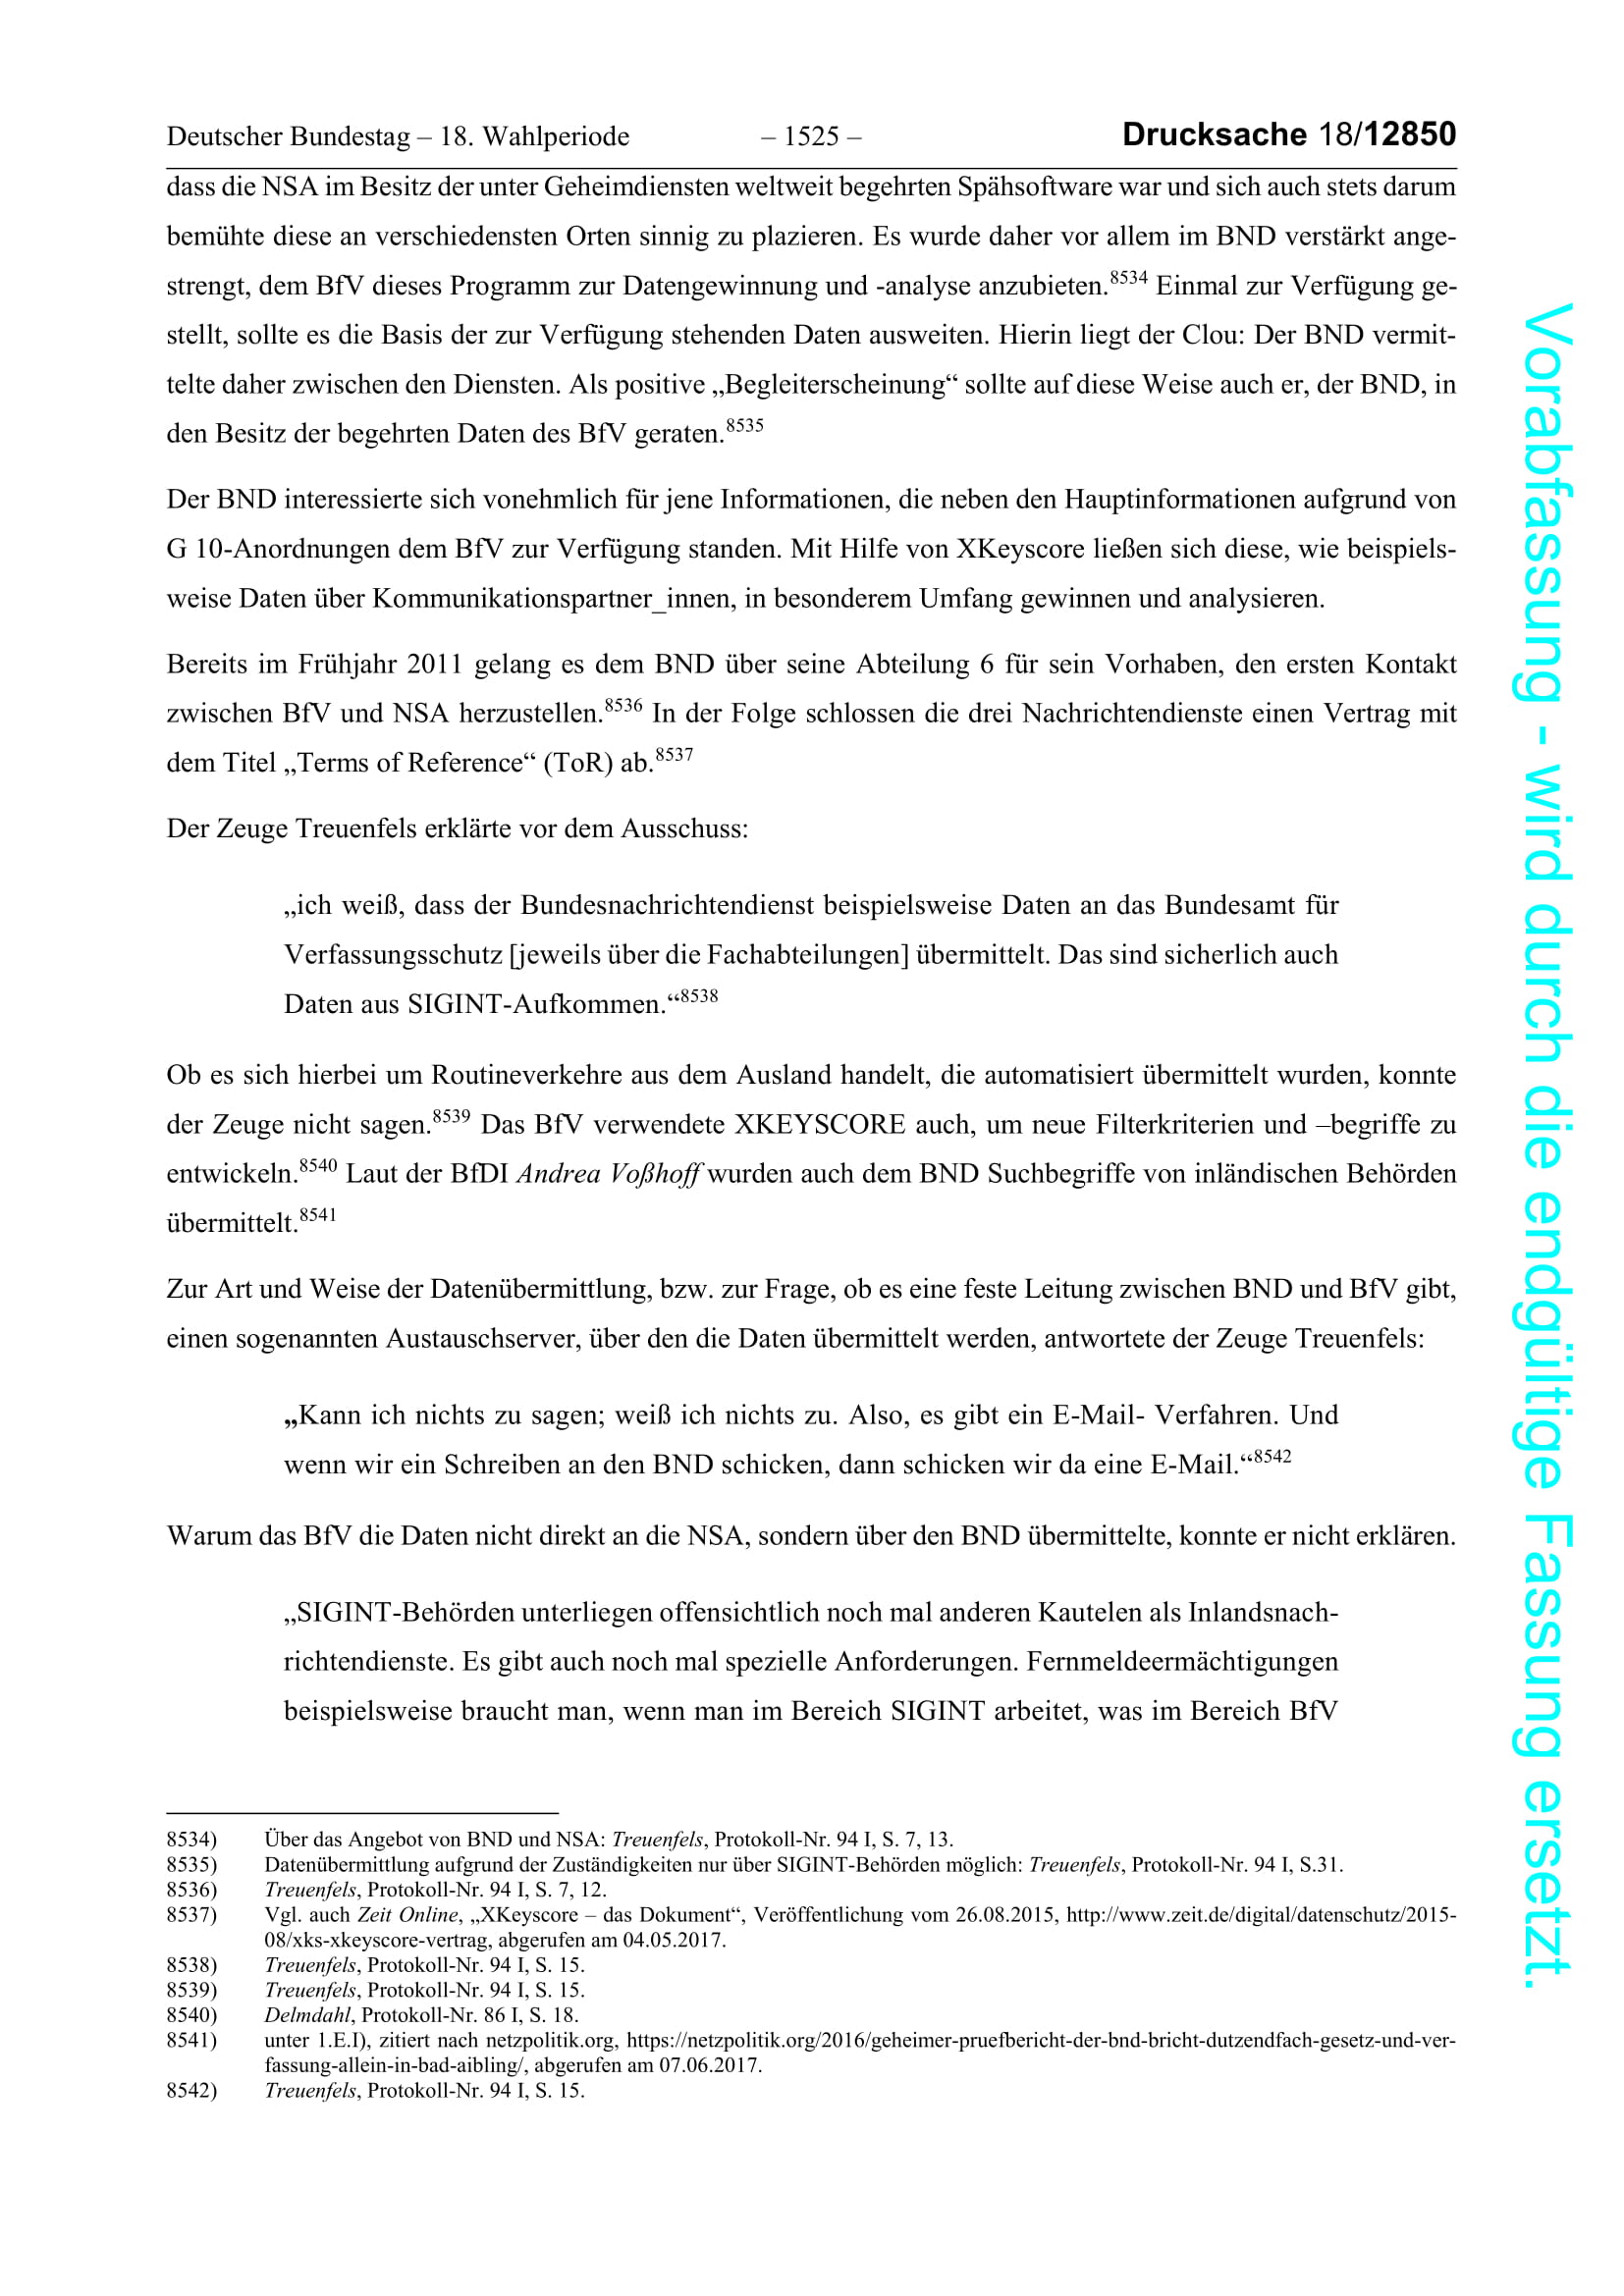 Deutscher Bundestag – 18. Wahlperiode – 1525 – Drucksache 18/12850
dass die NSA im Besitz der unter Geheimdiensten weltweit begehrten Spähsoftware war und sich auch stets darum
bemühte diese an verschiedensten Orten sinnig zu plazieren. Es wurde daher vor allem im BND verstärkt ange-
strengt, dem BfV dieses Programm zur Datengewinnung und -analyse anzubieten.8534 Einmal zur Verfügung ge-
stellt, sollte es die Basis der zur Verfügung stehenden Daten ausweiten. Hierin liegt der Clou: Der BND vermit-
telte daher zwischen den Diensten. Als positive „Begleiterscheinung“ sollte auf diese Weise auch er, der BND, in
den Besitz der begehrten Daten des BfV geraten.8535
Der BND interessierte sich vonehmlich für jene Informationen, die neben den Hauptinformationen aufgrund von
G 10-Anordnungen dem BfV zur Verfügung standen. Mit Hilfe von XKeyscore ließen sich diese, wie beispiels-
weise Daten über Kommunikationspartner_innen, in besonderem Umfang gewinnen und analysieren.
Bereits im Frühjahr 2011 gelang es dem BND über seine Abteilung 6 für sein Vorhaben, den ersten Kontakt
zwischen BfV und NSA herzustellen.8536 In der Folge schlossen die drei Nachrichtendienste einen Vertrag mit
dem Titel „Terms of Reference“ (ToR) ab.8537
Der Zeuge Treuenfels erklärte vor dem Ausschuss:
„ich weiß, dass der Bundesnachrichtendienst beispielsweise Daten an das Bundesamt für
Verfassungsschutz [jeweils über die Fachabteilungen] übermittelt. Das sind sicherlich auch
Daten aus SIGINT-Aufkommen.“8538
Ob es sich hierbei um Routineverkehre aus dem Ausland handelt, die automatisiert übermittelt wurden, konnte
der Zeuge nicht sagen.8539 Das BfV verwendete XKEYSCORE auch, um neue Filterkriterien und –begriffe zu
entwickeln.8540 Laut der BfDI Andrea Voßhoff wurden auch dem BND Suchbegriffe von inländischen Behörden
übermittelt.8541
Zur Art und Weise der Datenübermittlung, bzw. zur Frage, ob es eine feste Leitung zwischen BND und BfV gibt,
einen sogenannten Austauschserver, über den die Daten übermittelt werden, antwortete der Zeuge Treuenfels:
„Kann ich nichts zu sagen; weiß ich nichts zu. Also, es gibt ein E-Mail- Verfahren. Und
wenn wir ein Schreiben an den BND schicken, dann schicken wir da eine E-Mail.“8542
Warum das BfV die Daten nicht direkt an die NSA, sondern über den BND übermittelte, konnte er nicht erklären.
„SIGINT-Behörden unterliegen offensichtlich noch mal anderen Kautelen als Inlandsnach-
richtendienste. Es gibt auch noch mal spezielle Anforderungen. Fernmeldeermächtigungen
beispielsweise braucht man, wenn man im Bereich SIGINT arbeitet, was im Bereich BfV
8534) Über das Angebot von BND und NSA: Treuenfels, Protokoll-Nr. 94 I, S. 7, 13.
8535) Datenübermittlung aufgrund der Zuständigkeiten nur über SIGINT-Behörden möglich: Treuenfels, Protokoll-Nr. 94 I, S.31.
8536) Treuenfels, Protokoll-Nr. 94 I, S. 7, 12.
8537) Vgl. auch Zeit Online, „XKeyscore – das Dokument“, Veröffentlichung vom 26.08.2015, http://www.zeit.de/digital/datenschutz/2015-
08/xks-xkeyscore-vertrag, abgerufen am 04.05.2017.
8538) Treuenfels, Protokoll-Nr. 94 I, S. 15.
8539) Treuenfels, Protokoll-Nr. 94 I, S. 15.
8540) Delmdahl, Protokoll-Nr. 86 I, S. 18.
8541) unter 1.E.I), zitiert nach netzpolitik.org, https://netzpolitik.org/2016/geheimer-pruefbericht-der-bnd-bricht-dutzendfach-gesetz-und-ver-
fassung-allein-in-bad-aibling/, abgerufen am 07.06.2017.
8542) Treuenfels, Protokoll-Nr. 94 I, S. 15.
Vorabfassung - wird durch die endgültige Fassung ersetzt.